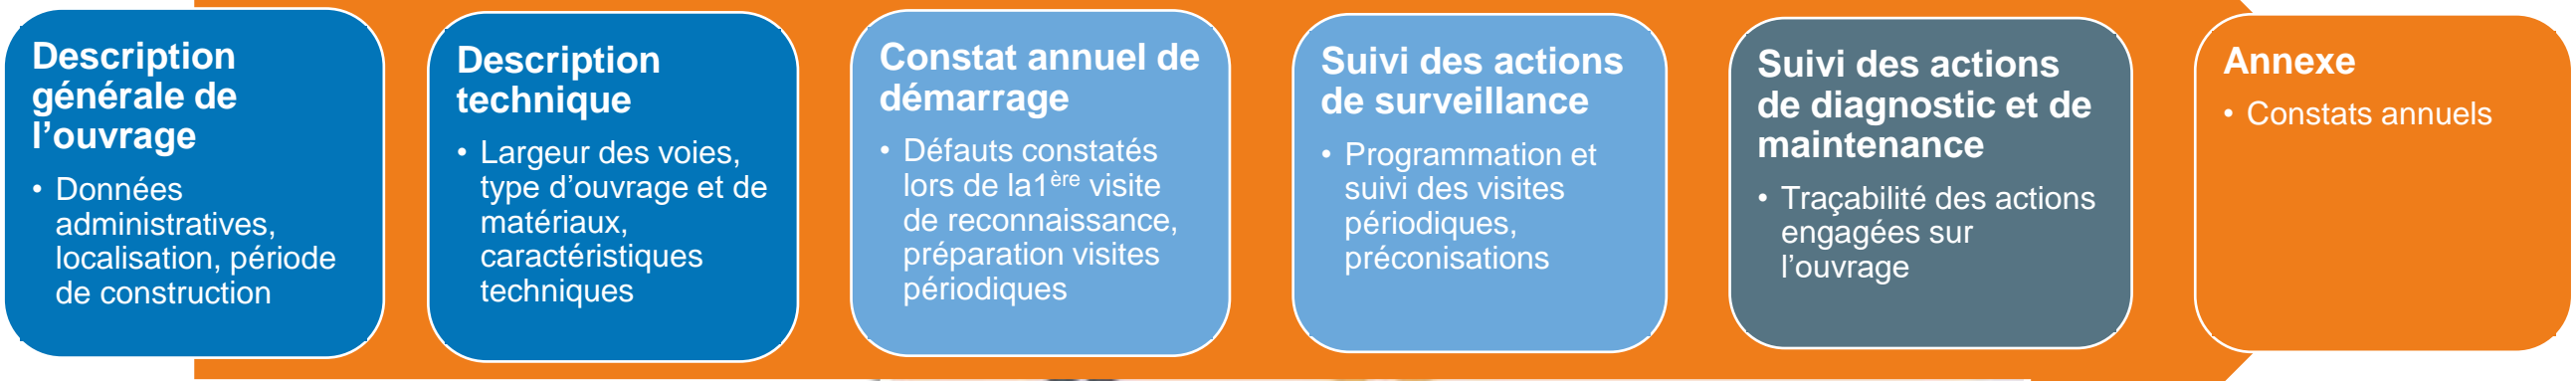 Description
générale de
l’ouvrage
• Données
administratives,
localisation, période
de construction
Description
technique
• Largeur des voies,
type d’ouvrage et de
matériaux,
caractéristiques
techniques
Constat annuel de
démarrage
• Défauts constatés
lors de la1ère visite
de reconnaissance,
préparation visites
périodiques
Suivi des actions
de surveillance
• Programmation et
suivi des visites
périodiques,
préconisations
Suivi des actions
de diagnostic et de
maintenance
• Traçabilité des actions
engagées sur
l’ouvrage
Annexe
• Constats annuels